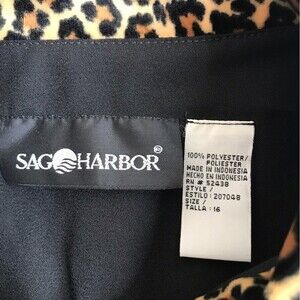 SAG HARBOR®
100% POLYESTER/
POLIESTER
MADE IN INDONESIA
HECHO EN INDONESIA
RN # 52438
STYLE /
ESTILO : 207048
SIZE /
TALLA : 16